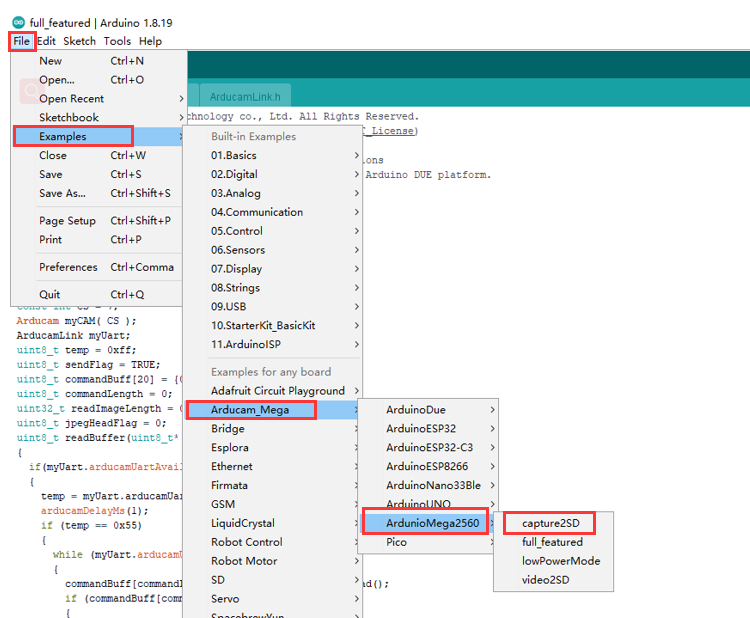 full_featured | Arduino 1.8.19
File Edit Sketch Tools Help
New Ctrl+N
Open... Ctrl+O
Open Recent
Sketchbook
Examples
Close Ctrl+W
Save Ctrl+S
Save As... Ctrl+Shift+S
Page Setup Ctrl+Shift+P
Print Ctrl+P
Preferences Ctrl+Comma
Quit Ctrl+Q
ArducamLink.h
chnology co., Ltd. All Rights Reserved.
_License)
ons
Arduino DUE platform.
Built-in Examples
01.Basics
02.Digital
03.Analog
04.Communication
05.Control
06.Sensors
07.Display
08.Strings
09.USB
10.StarterKit_BasicKit
11.ArduinoISP
Examples for any board
Adafruit Circuit Playground
Arducam_Mega
Bridge
Esplora
Ethernet
Firmata
GSM
LiquidCrystal
Robot Control
Robot Motor
SD
Servo
SpacebrewYun
ArduinoDue
ArduinoESP32
ArduinoESP32-C3
ArduinoESP8266
ArduinoNano33Ble
ArduinoUNO
ArdunioMega2560
Pico
capture2SD
full_featured
lowPowerMode
video2SD
const int CS = 7;
Arducam myCAM( CS );
ArducamLink myUart;
uint8_t temp = 0xff;
uint8_t sendFlag = TRUE;
uint8_t commandBuff[20] = {0
uint8_t commandLength = 0;
uint32_t readImageLength = 0
uint8_t jpegHeadFlag = 0;
uint8_t readBuffer(uint8_t*
{
if(myUart.arducamUartAvai
{
temp = myUart.arducamUar
arducamDelayMs(1);
if (temp == 0x55)
{
while (myUart.arducamU
{
commandBuff[commandL ad();
if (commandBuff[comm
{